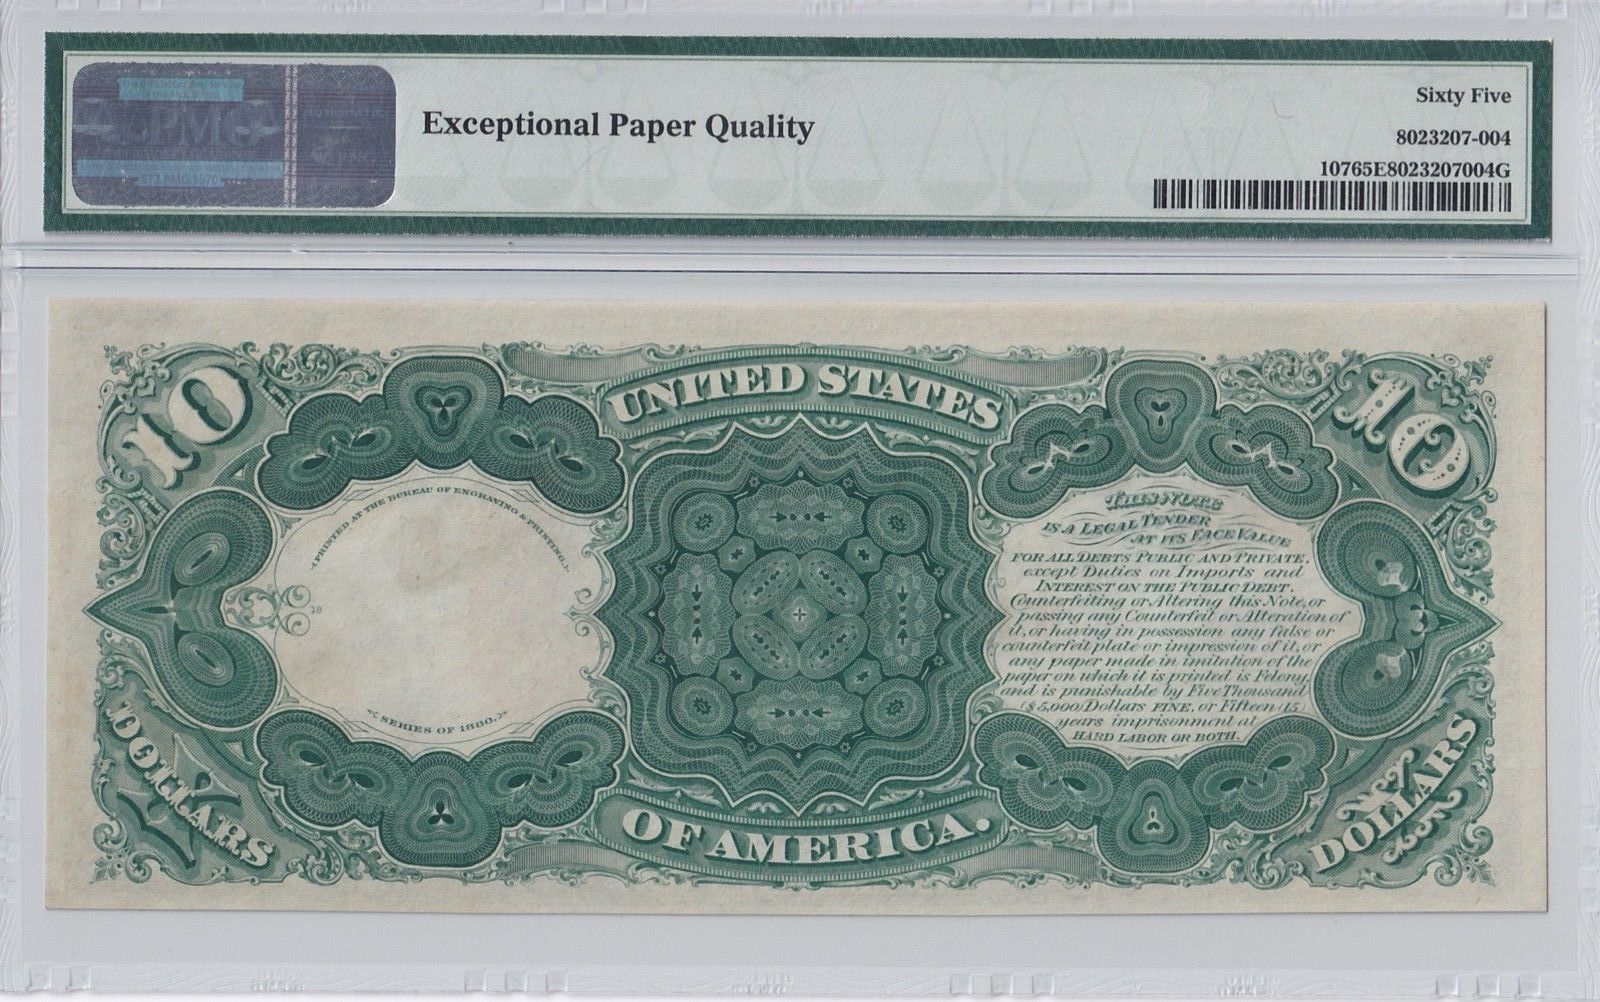 PMG
Exceptional Paper Quality
Sixty Five
8023207-004
10765E8023207004G
10
UNITED STATES
10
PRINTED AT THE BUREAU OF ENGRAVING & PRINTING.
SERIES OF 1880.
THIS NOTE
IS A LEGAL TENDER
AT ITS FACE VALUE
FOR ALL DEBTS PUBLIC AND PRIVATE,
except Duties on Imports and
INTEREST ON THE PUBLIC DEBT.
Counterfeiting or Altering this Note, or
passing any Counterfeit or Alteration of
it, or having in possession any false or
counterfeit plate or impression of it, or
any paper made in imitation of the
paper on which it is printed is Felony,
and is punishable by Five Thousand
($5,000) Dollars FINE, or Fifteen (15)
years imprisonment at
HARD LABOR OR BOTH.
X
DOLLARS
OF AMERICA.
X
DOLLARS